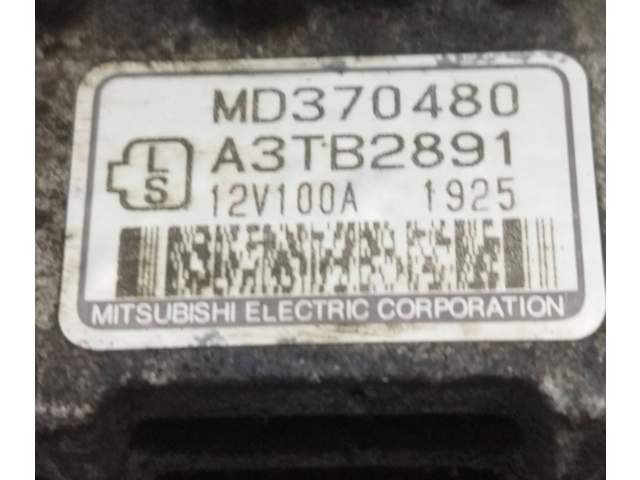 MD370480
L A3TB2891
S 12V100A 1925
MITSUBISHI ELECTRIC CORPORATION